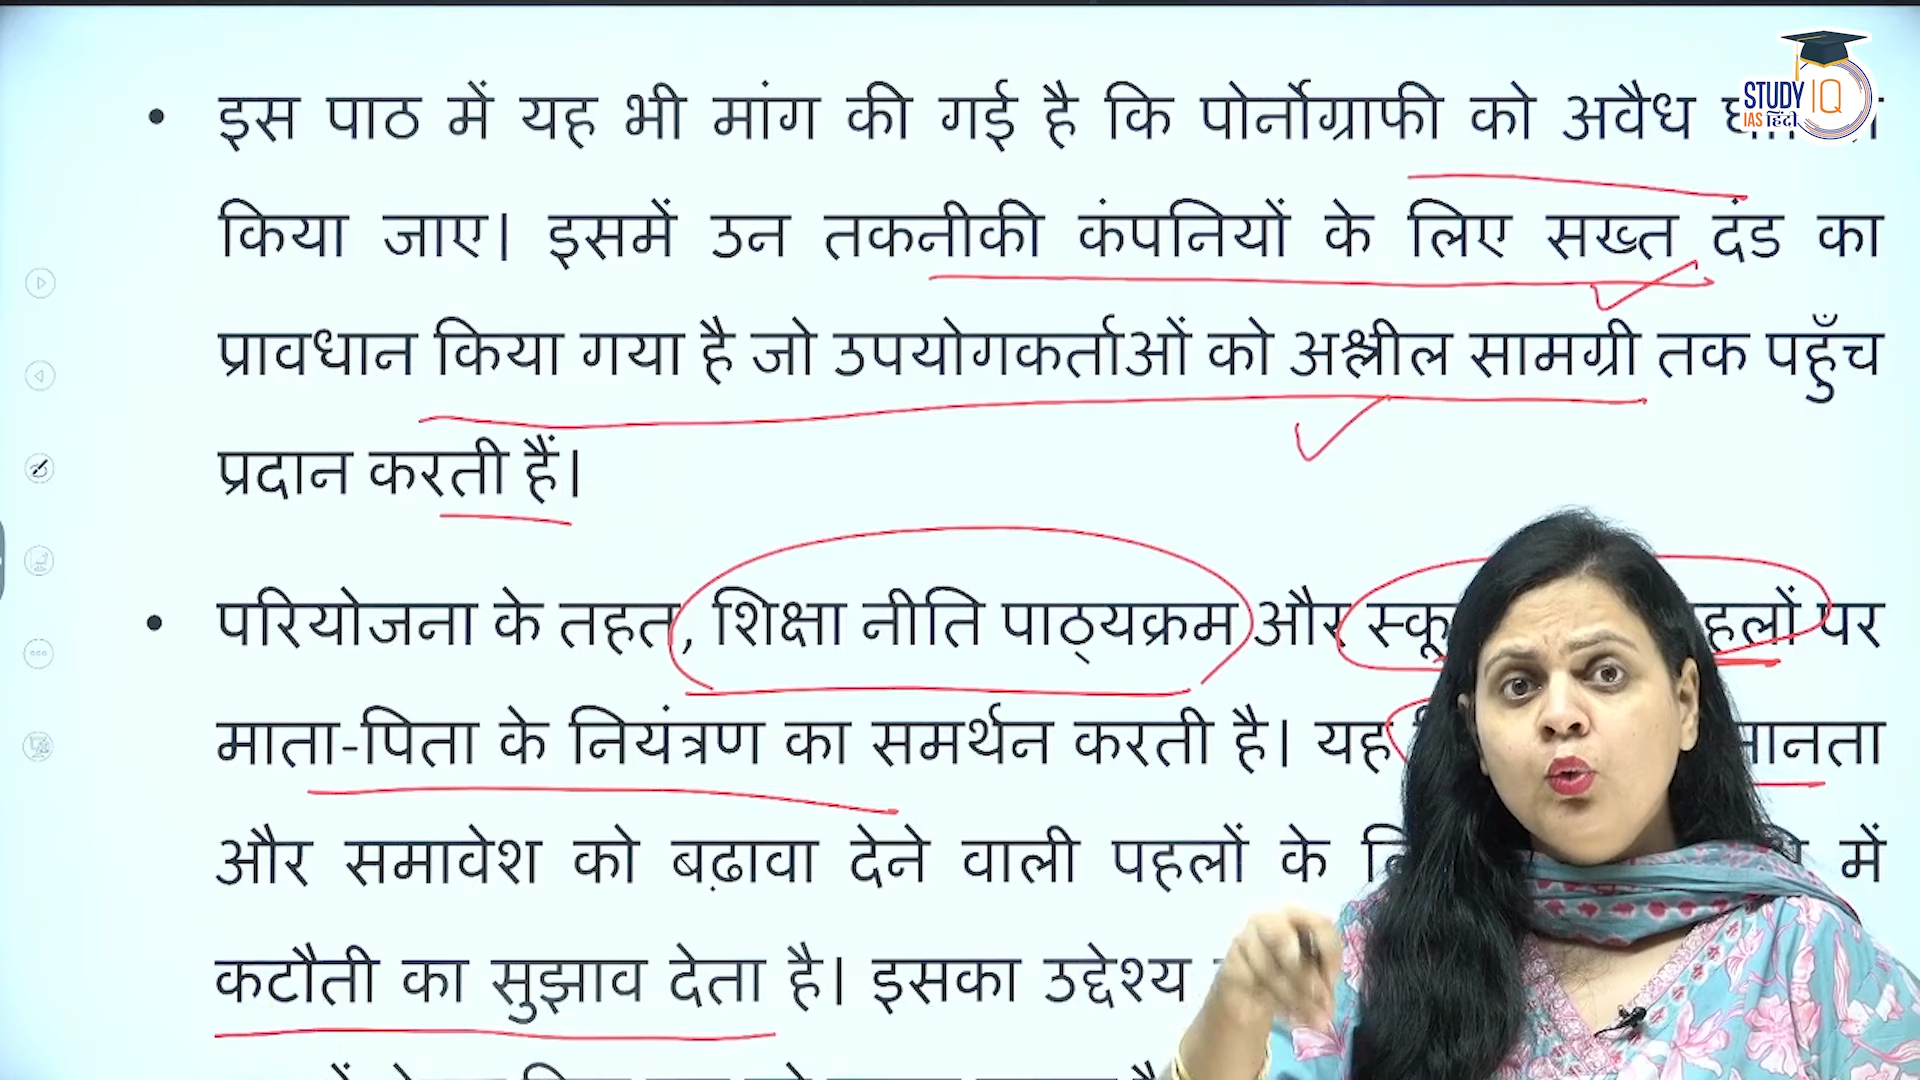 STUDY IQ
IAS हिंदी
• इस पाठ में यह भी मांग की गई है कि पोर्नोग्राफी को अवैध
किया जाए। इसमें उन तकनीकी कंपनियों के लिए सख्त दंड का
प्रावधान किया गया है जो उपयोगकर्ताओं को अश्लील सामग्री तक पहुँच
प्रदान करती हैं।
• परियोजना के तहत, शिक्षा नीति पाठ्यक्रम और पर
माता-पिता के नियंत्रण का समर्थन करती है। यह
और समावेश को बढ़ावा देने वाली पहलों के में
कटौती का सुझाव देता है। इसका उद्देश्य